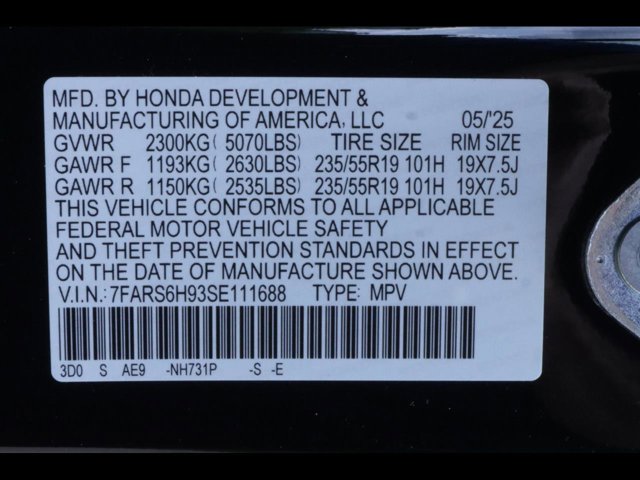 MFD. BY HONDA DEVELOPMENT &
MANUFACTURING OF AMERICA, LLC 05/'25
GVWR 2300KG( 5070LBS) TIRE SIZE RIM SIZE
GAWR F 1193KG( 2630LBS) 235/55R19 101H 19X7.5J
GAWR R 1150KG( 2535LBS) 235/55R19 101H 19X7.5J
THIS VEHICLE CONFORMS TO ALL APPLICABLE
FEDERAL MOTOR VEHICLE SAFETY
AND THEFT PREVENTION STANDARDS IN EFFECT
ON THE DATE OF MANUFACTURE SHOWN ABOVE.
V.I.N.:7FARS6H93SE111688 TYPE: MPV
3D0 S AE9 -NH731P -S -E